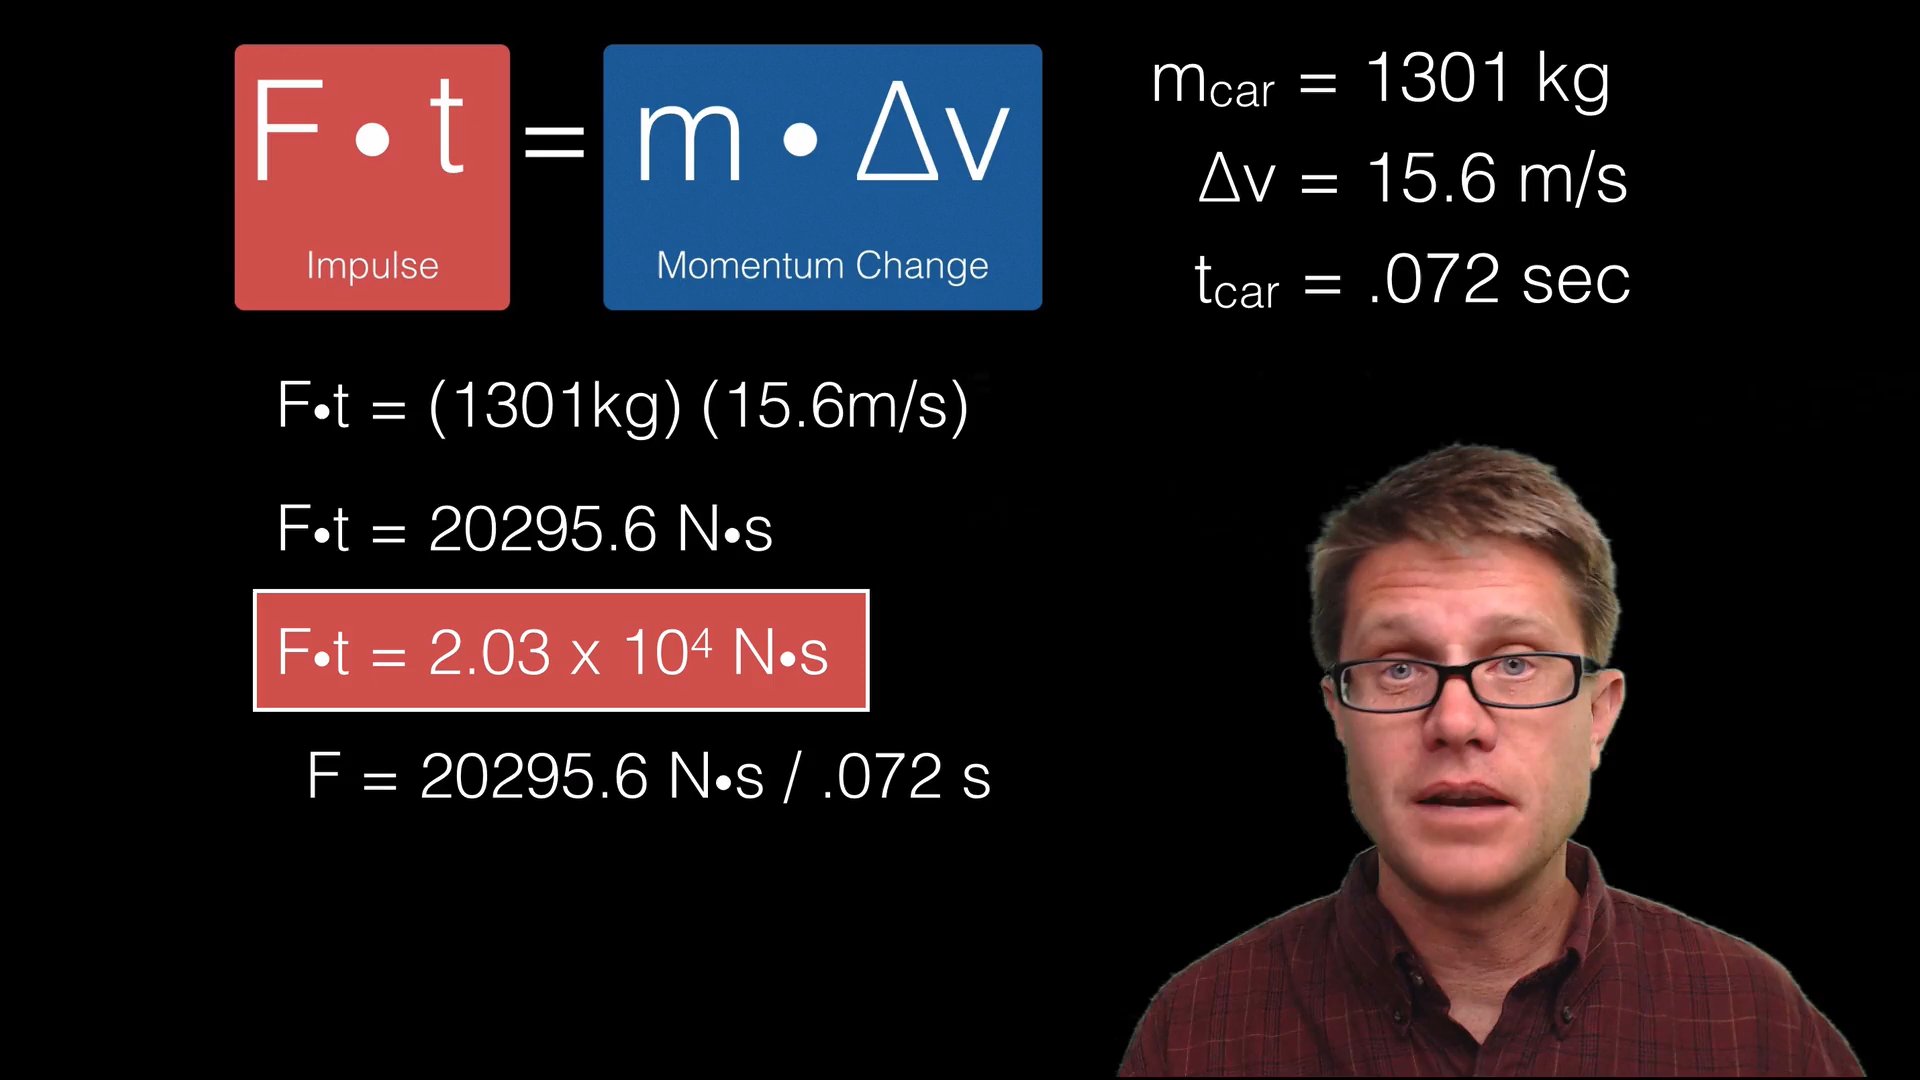 F • t = m • Δv
Impulse
Momentum Change
mcar = 1301 kg
Δv = 15.6 m/s
tcar = .072 sec
F•t = (1301kg) (15.6m/s)
F•t = 20295.6 N•s
F•t = 2.03 x 10⁴ N•s
F = 20295.6 N•s / .072 s